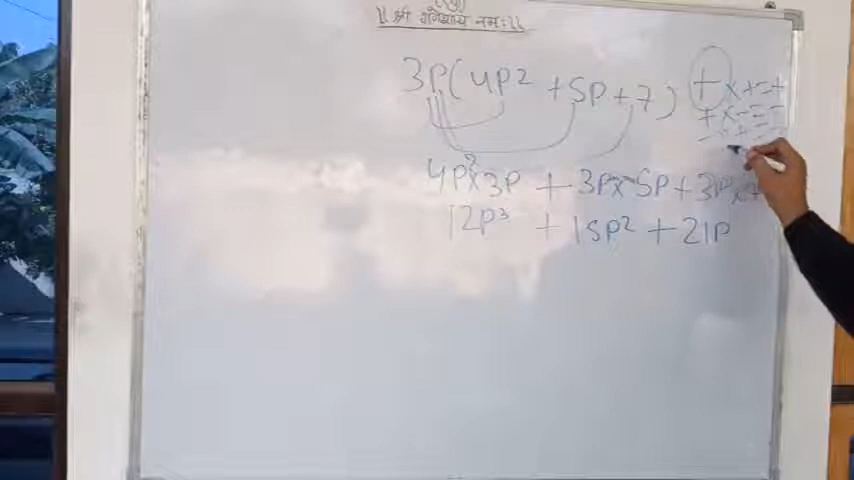 ॥ श्री गणेशाय नमः ॥
3P(4P² + 5P + 7)
+ x + = +
+ x - = -
4P² x 3P + 3P x 5P + 3P x 7
12P³ + 15P² + 21P